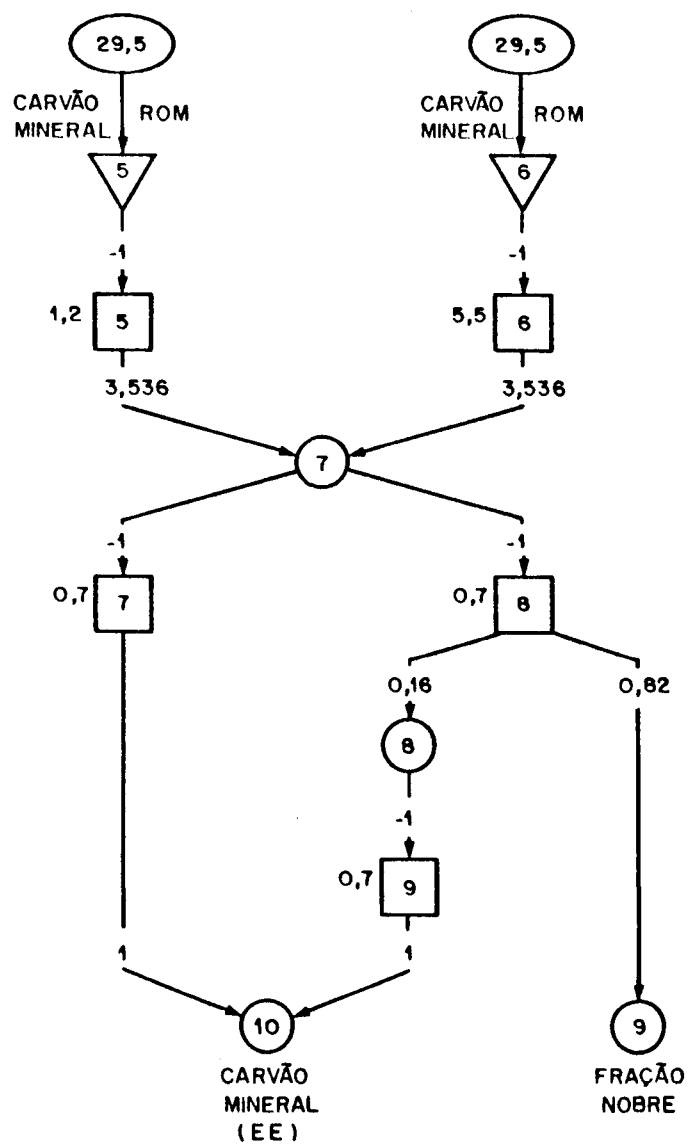 29,5
29,5
CARVÃO
MINERAL
ROM
CARVÃO
MINERAL
ROM
5
6
-1
-1
1,2
5
5,5
6
3,536
3,536
7
-1
-1
0,7
7
0,7
8
0,16
0,82
8
-1
0,7
9
1
1
10
9
CARVÃO
MINERAL
(EE)
FRAÇÃO
NOBRE